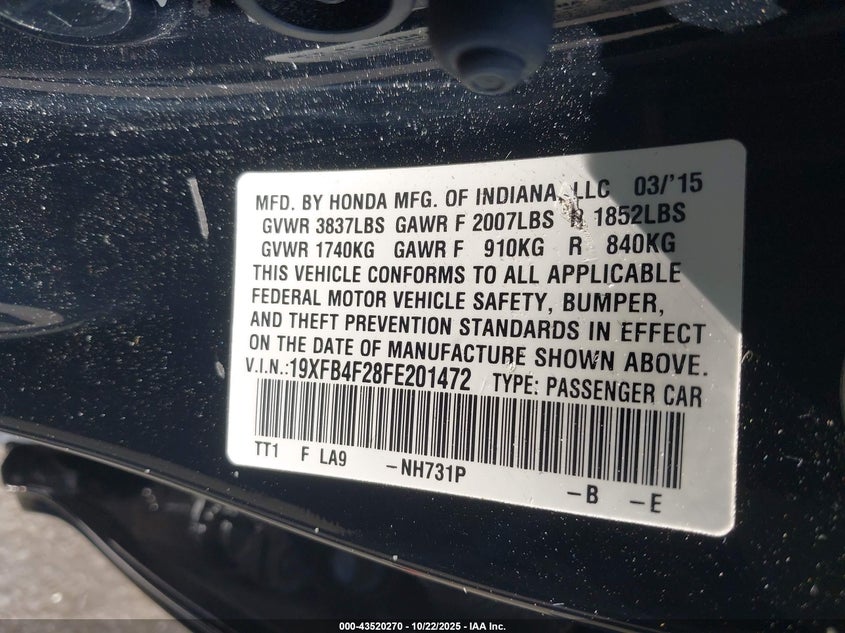 MFD. BY HONDA MFG. OF INDIANA, LLC 03/'15
GVWR 3837LBS GAWR F 2007LBS R 1852LBS
GVWR 1740KG GAWR F 910KG R 840KG
THIS VEHICLE CONFORMS TO ALL APPLICABLE
FEDERAL MOTOR VEHICLE SAFETY, BUMPER,
AND THEFT PREVENTION STANDARDS IN EFFECT
ON THE DATE OF MANUFACTURE SHOWN ABOVE.
V.I.N.:19XFB4F28FE201472 TYPE: PASSENGER CAR
TT1 F LA9 -NH731P -B -E
000-43520270 - 10/22/2025 - IAA Inc.